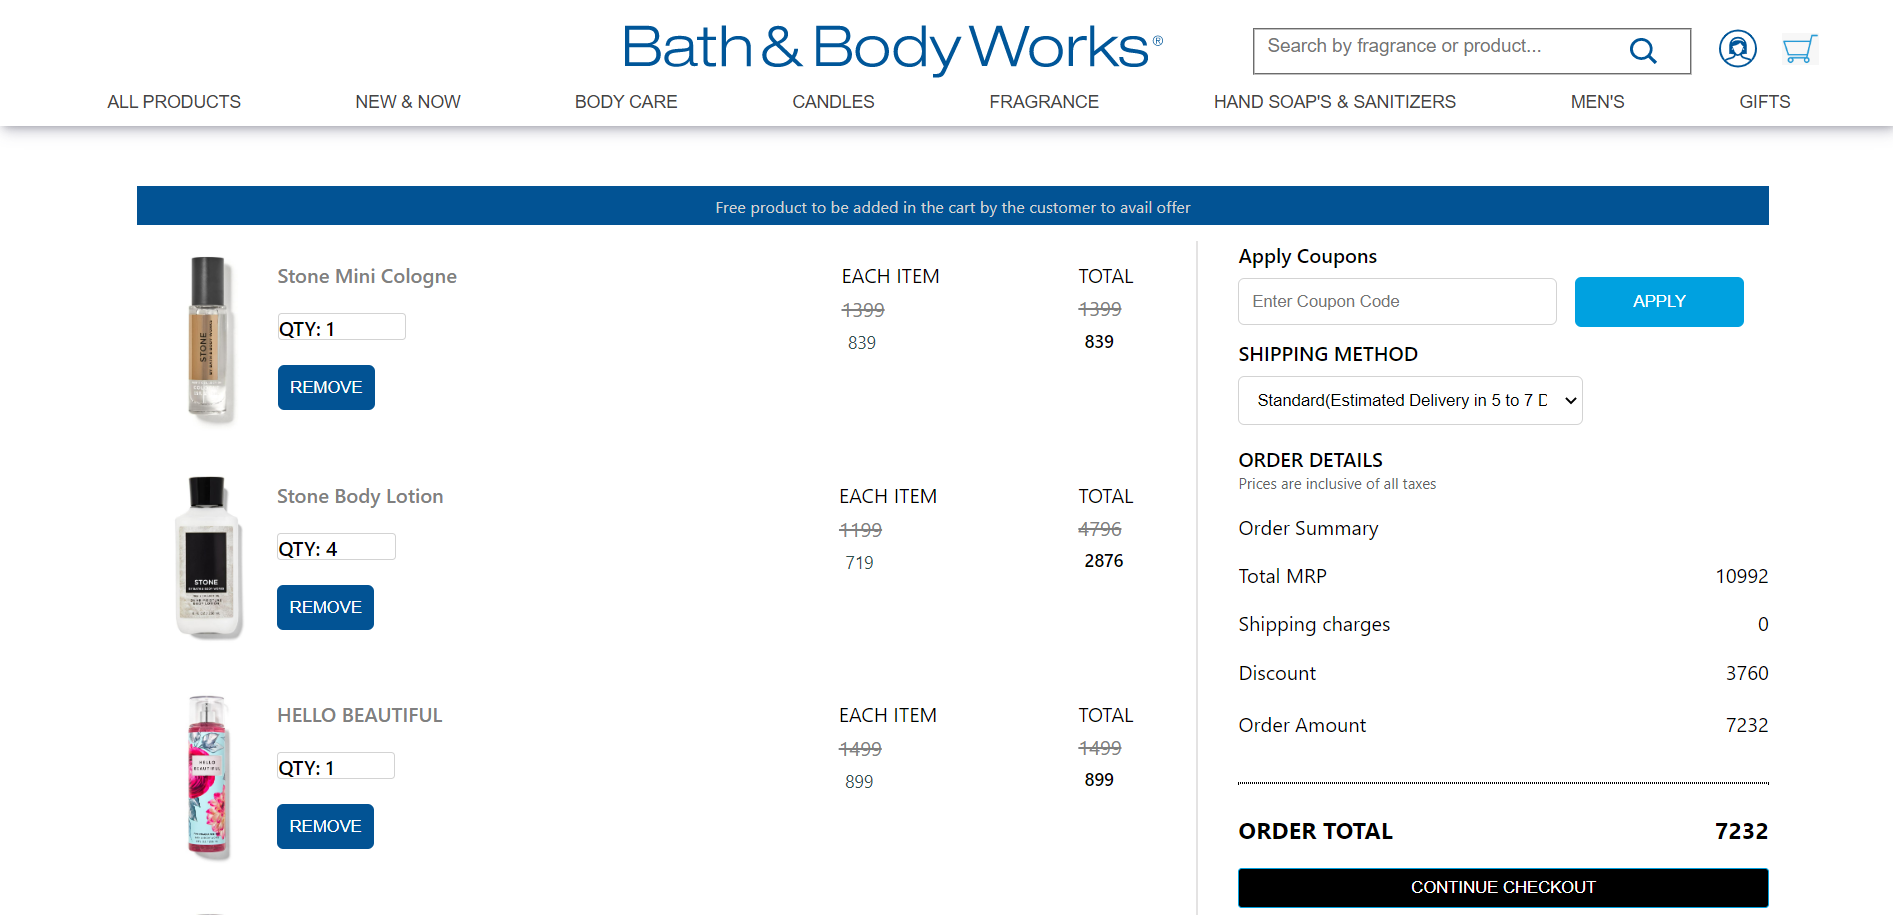 Bath & Body Works®
Search by fragrance or product...
ALL PRODUCTS NEW & NOW BODY CARE CANDLES FRAGRANCE HAND SOAP'S & SANITIZERS MEN'S GIFTS
Free product to be added in the cart by the customer to avail offer
Stone Mini Cologne
QTY: 1
REMOVE
EACH ITEM
1399
839
TOTAL
1399
839
STONE
Stone Body Lotion
QTY: 4
REMOVE
EACH ITEM
1199
719
TOTAL
4796
2876
STONE
HELLO BEAUTIFUL
QTY: 1
REMOVE
EACH ITEM
1499
899
TOTAL
1499
899
HELLO
BEAUTIFUL
Apply Coupons
Enter Coupon Code
APPLY
SHIPPING METHOD
Standard(Estimated Delivery in 5 to 7 D
ORDER DETAILS
Prices are inclusive of all taxes
Order Summary
Total MRP 10992
Shipping charges 0
Discount 3760
Order Amount 7232
ORDER TOTAL 7232
CONTINUE CHECKOUT